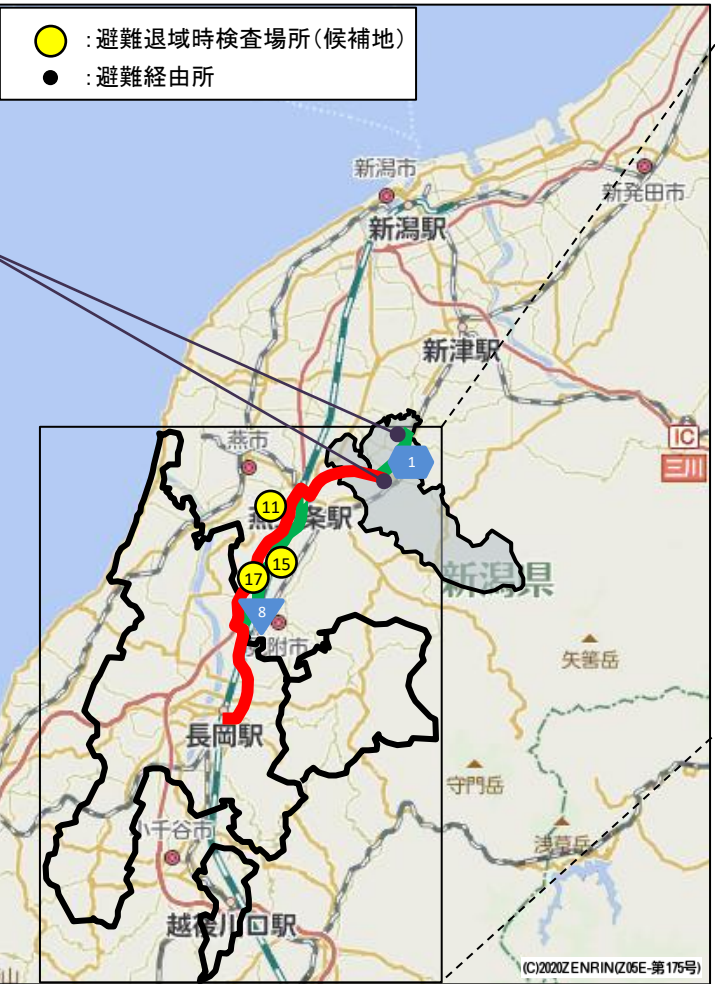 ：避難退域時検査場所（候補地）
：避難経由所
新潟市
新発田市
新潟駅
新津駅
IC
三川
燕市
1
11
条駅
15
新潟県
17
8
附市
矢筈岳
長岡駅
守門岳
浅草岳
小千谷市
越後川口駅
(C)2020ZENRIN(Z05E-第175号)